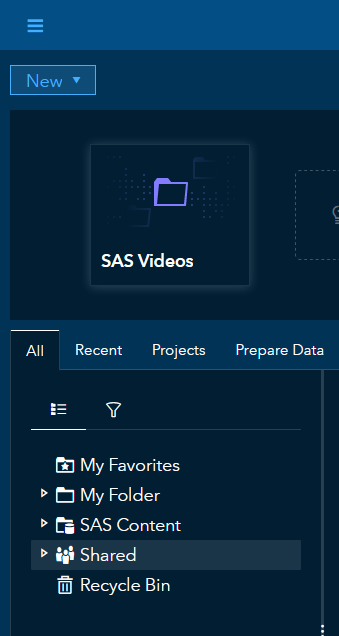 New
SAS Videos
All Recent Projects Prepare Data
My Favorites
My Folder
SAS Content
Shared
Recycle Bin